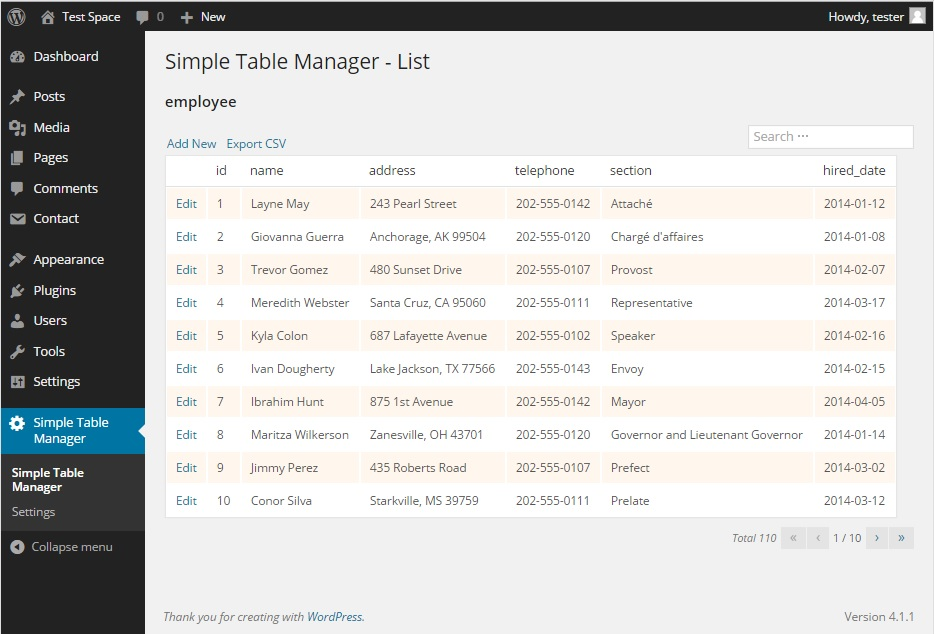 Test Space 0 New Howdy, tester
Dashboard
Posts
Media
Pages
Comments
Contact
Appearance
Plugins
Users
Tools
Settings
Simple Table
Manager
Simple Table
Manager
Settings
Collapse menu
Simple Table Manager - List
employee
Add New Export CSV
Search ···
id name address telephone section hired_date
Edit 1 Layne May 243 Pearl Street 202-555-0142 Attaché 2014-01-12
Edit 2 Giovanna Guerra Anchorage, AK 99504 202-555-0120 Chargé d'affaires 2014-01-08
Edit 3 Trevor Gomez 480 Sunset Drive 202-555-0107 Provost 2014-02-07
Edit 4 Meredith Webster Santa Cruz, CA 95060 202-555-0111 Representative 2014-03-17
Edit 5 Kyla Colon 687 Lafayette Avenue 202-555-0102 Speaker 2014-02-16
Edit 6 Ivan Dougherty Lake Jackson, TX 77566 202-555-0143 Envoy 2014-02-15
Edit 7 Ibrahim Hunt 875 1st Avenue 202-555-0142 Mayor 2014-04-05
Edit 8 Maritza Wilkerson Zanesville, OH 43701 202-555-0120 Governor and Lieutenant Governor 2014-01-14
Edit 9 Jimmy Perez 435 Roberts Road 202-555-0107 Prefect 2014-03-02
Edit 10 Conor Silva Starkville, MS 39759 202-555-0111 Prelate 2014-03-12
Total 110 « ‹ 1 / 10 › »
Thank you for creating with WordPress. Version 4.1.1